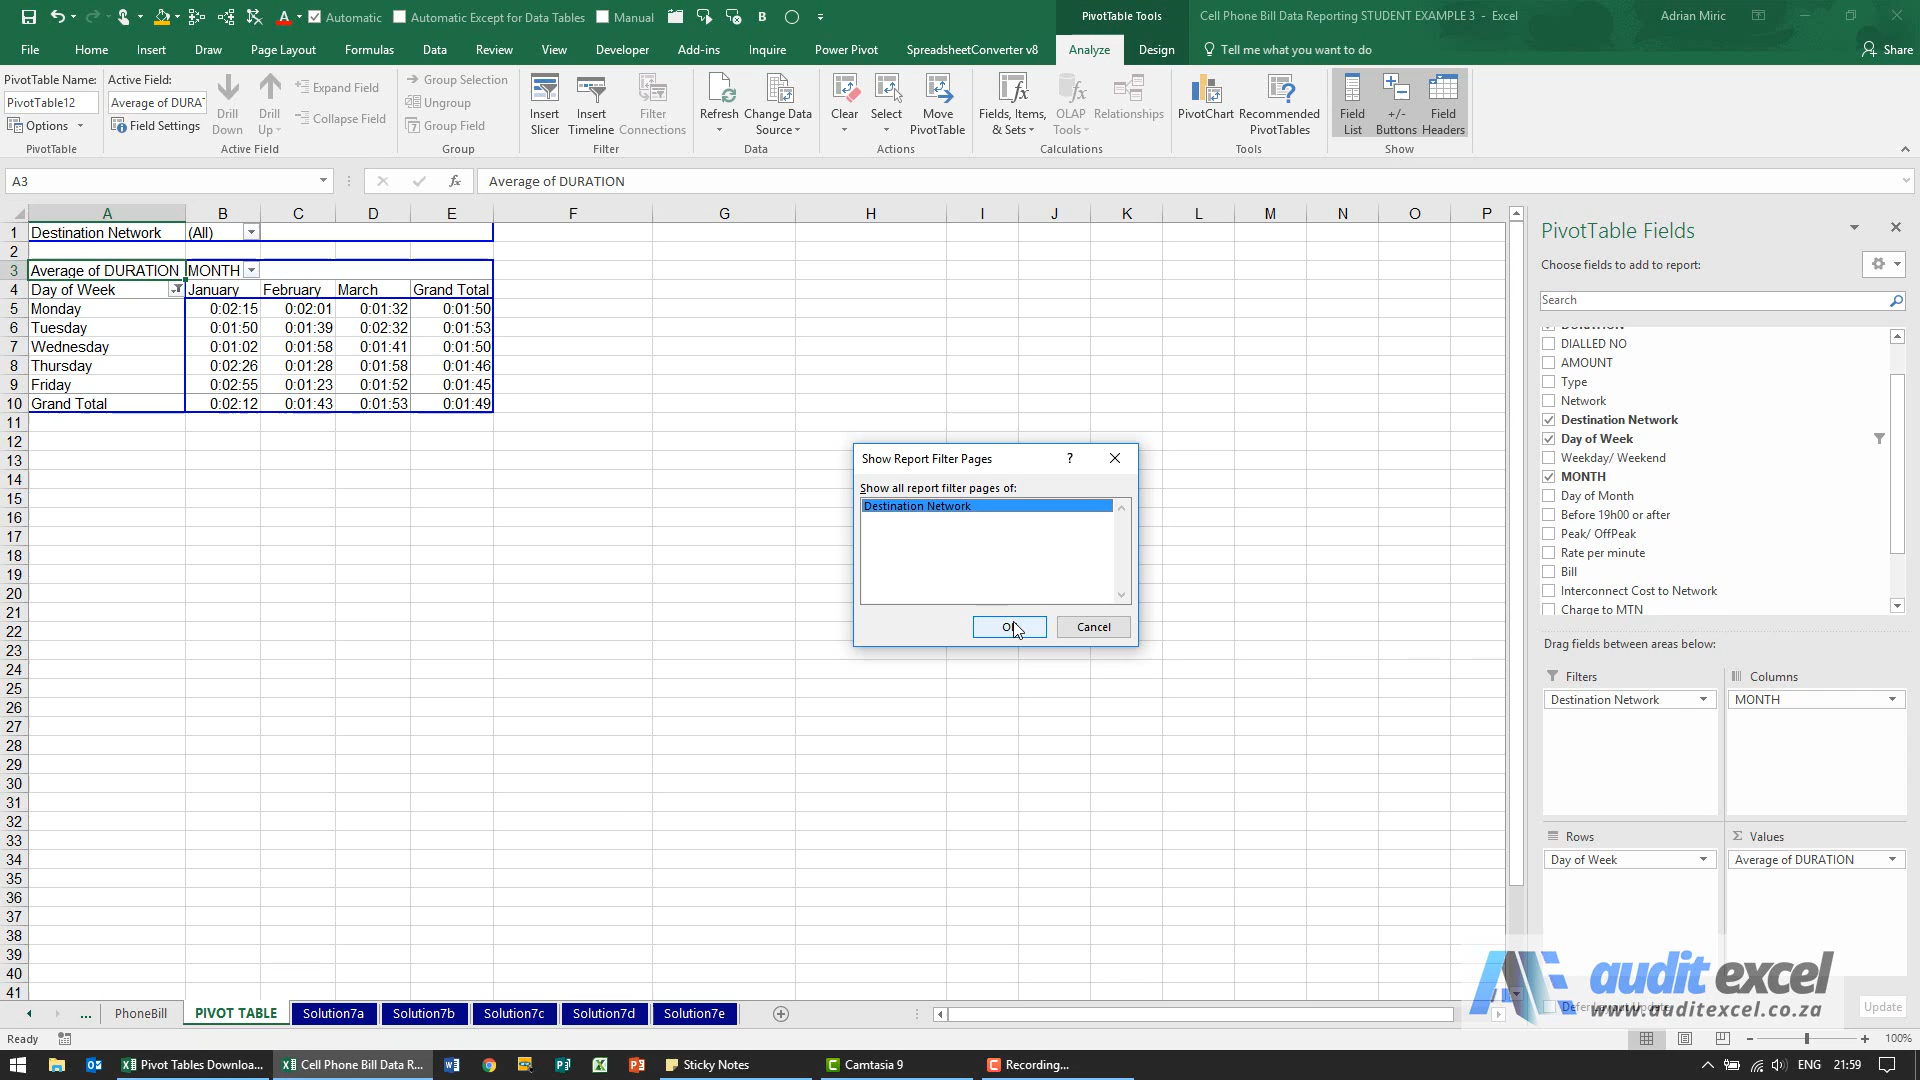 Automatic Automatic Except for Data Tables Manual B
PivotTable Tools
Cell Phone Bill Data Reporting STUDENT EXAMPLE 3 - Excel
Adrian Miric
File Home Insert Draw Page Layout Formulas Data Review View Developer Add-ins Inquire Power Pivot SpreadsheetConverter v8 Analyze Design Tell me what you want to do Share
PivotTable Name:
PivotTable12
Options
PivotTable
Active Field:
Average of DURAT
Field Settings
Drill Down
Drill Up
Expand Field
Collapse Field
Active Field
Group Selection
Ungroup
Group Field
Group
Insert Slicer
Insert Timeline
Filter Connections
Filter
Refresh
Change Data Source
Data
Clear
Select
Move PivotTable
Actions
Fields, Items, & Sets
OLAP Tools
Relationships
Calculations
PivotChart
Recommended PivotTables
Tools
Field List
+/- Buttons
Field Headers
Show
A3
fx
Average of DURATION
A B C D E F G H I J K L M N O P
1 Destination Network (All)
2
3 Average of DURATION MONTH
4 Day of Week January February March Grand Total
5 Monday 0:02:15 0:02:01 0:01:32 0:01:50
6 Tuesday 0:01:50 0:01:39 0:02:32 0:01:53
7 Wednesday 0:01:02 0:01:58 0:01:41 0:01:50
8 Thursday 0:02:26 0:01:28 0:01:58 0:01:46
9 Friday 0:02:55 0:01:23 0:01:52 0:01:45
10 Grand Total 0:02:12 0:01:43 0:01:53 0:01:49
11
12
13
14
15
16
17
18
19
20
21
22
23
24
25
26
27
28
29
30
31
32
33
34
35
36
37
38
39
40
41
Show Report Filter Pages ?
Show all report filter pages of:
Destination Network
Cancel
PivotTable Fields
Choose fields to add to report:
Search
DURATION
DIALLED NO
AMOUNT
Type
Network
Destination Network
Day of Week
Weekday/ Weekend
MONTH
Day of Month
Before 19h00 or after
Peak/ OffPeak
Rate per minute
Bill
Interconnect Cost to Network
Charge to MTN
Drag fields between areas below:
Filters
Destination Network
Columns
MONTH
Rows
Day of Week
Σ Values
Average of DURATION
Defer Layout Update
Update
audit excel
www.auditexcel.co.za
... PhoneBill PIVOT TABLE Solution7a Solution7b Solution7c Solution7d Solution7e
Ready
100%
Pivot Tables Downloa...
Cell Phone Bill Data R...
Sticky Notes
Camtasia 9
Recording...
ENG
21:59